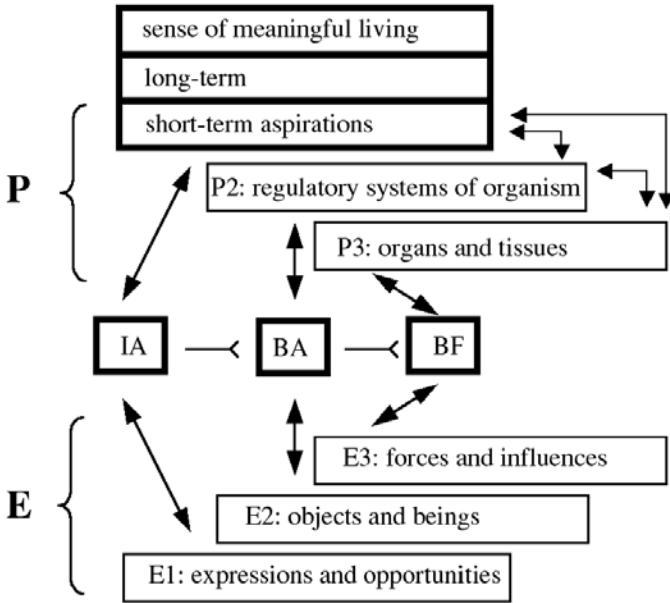 sense of meaningful living
long-term
short-term aspirations
P
P2: regulatory systems of organism
P3: organs and tissues
IA
BA
BF
E3: forces and influences
E
E2: objects and beings
E1: expressions and opportunities